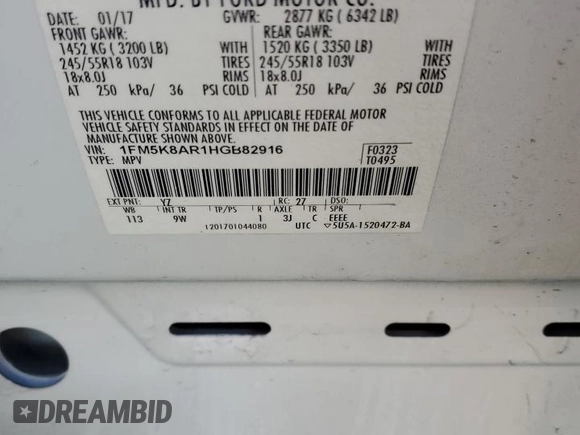 MFD. BY FORD MOTOR CO.
DATE: 01/17 GVWR: 2877 KG (6342 LB)
FRONT GAWR: REAR GAWR:
1452 KG (3200 LB) 1520 KG (3350 LB)
245/55R18 103V TIRES 245/55R18 103V TIRES
18x8.0J RIMS 18x8.0J RIMS
AT 250 kPa/ 36 PSI COLD AT 250 kPa/ 36 PSI COLD
THIS VEHICLE CONFORMS TO ALL APPLICABLE FEDERAL MOTOR
VEHICLE SAFETY STANDARDS IN EFFECT ON THE DATE OF
MANUFACTURE SHOWN ABOVE.
VIN: 1FM5K8AR1HGB82916 F0323
TYPE: MPV T0495
EXT PNT: YZ RC: 27 DSO:
WB INT TR TP/PS R AXLE TR SPR
113 9W 1 3J C EEEE
1201701044080 UTC 5U5A-1520472-BA
DREAMBID